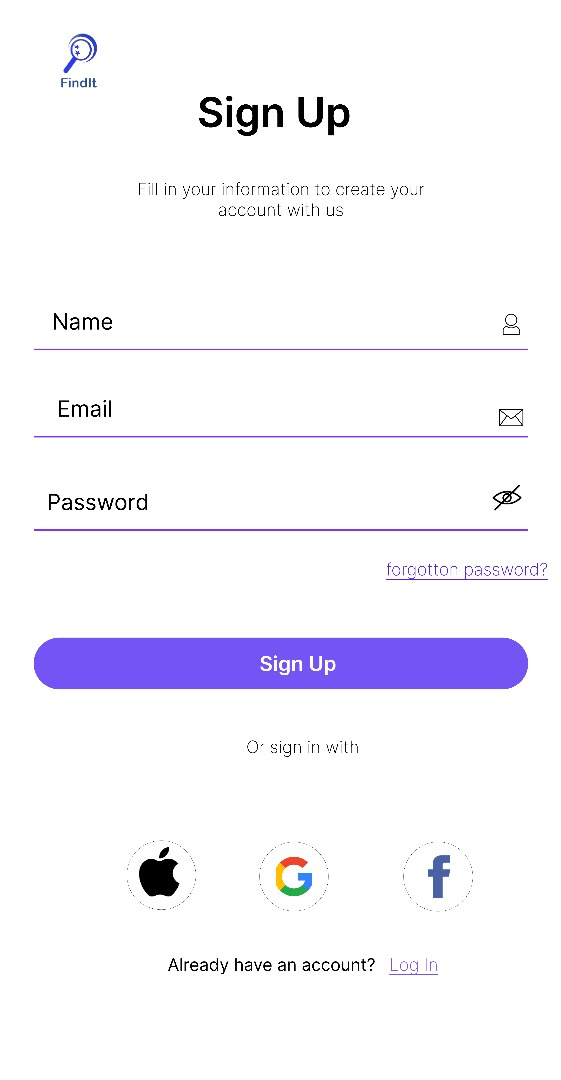 FindIt
Sign Up
Fill in your information to create your
account with us
Name
Email
Password
forgotton password?
Sign Up
Or sign in with
Already have an account? Log In